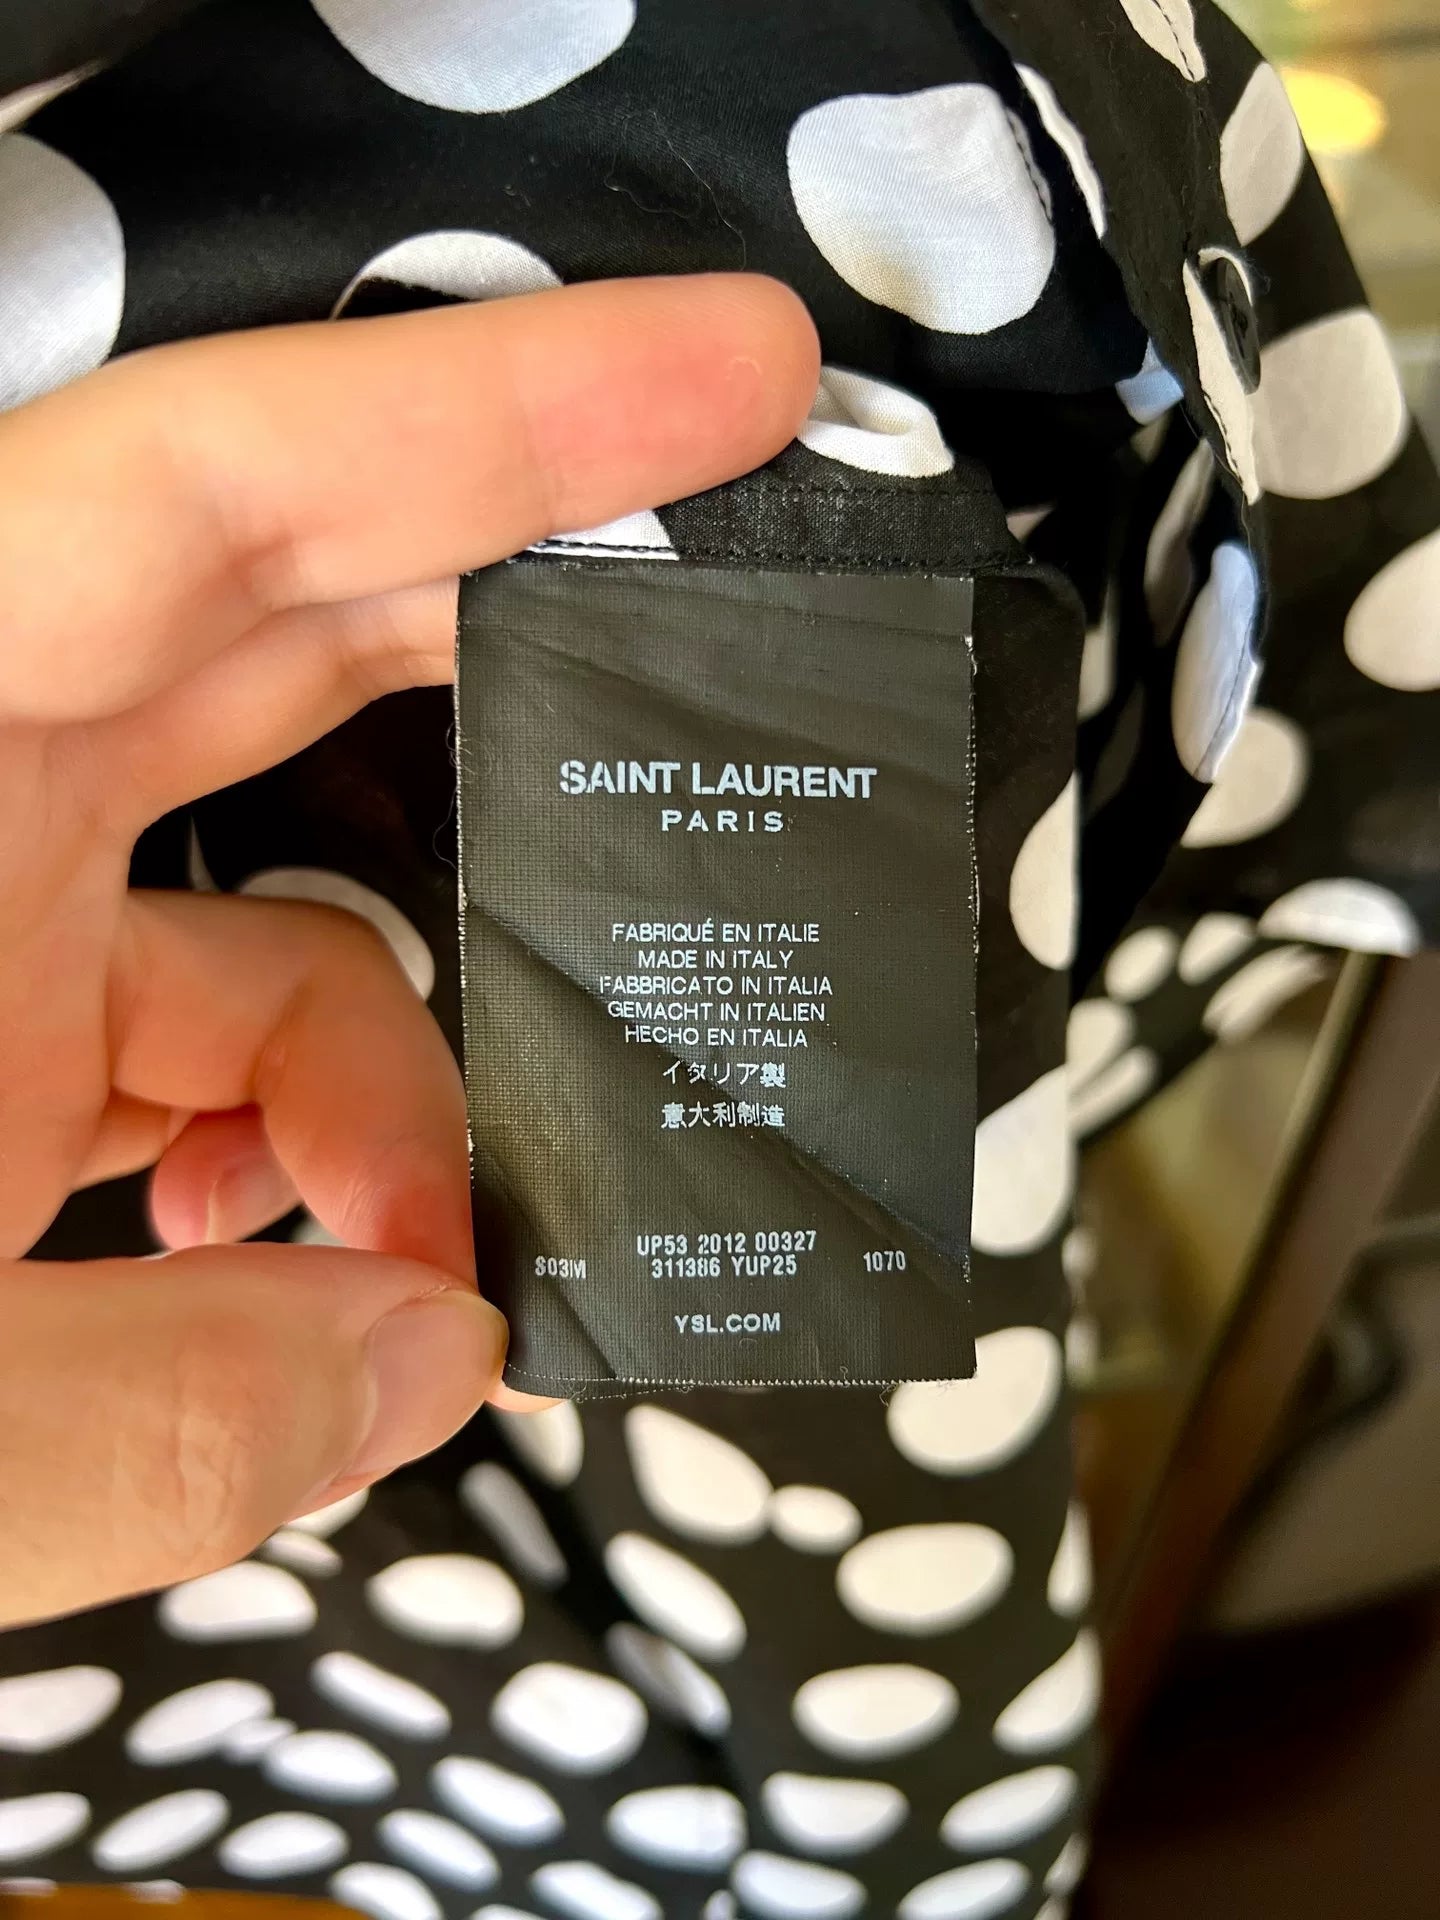 SAINT LAURENT
PARIS
FABRIQUÉ EN ITALIE
MADE IN ITALY
FABBRICATO IN ITALIA
GEMACHT IN ITALIEN
HECHO EN ITALIA
イタリア製
意大利制造
UP53 2012 00327
S03M 311386 YUP25 1070
YSL.COM